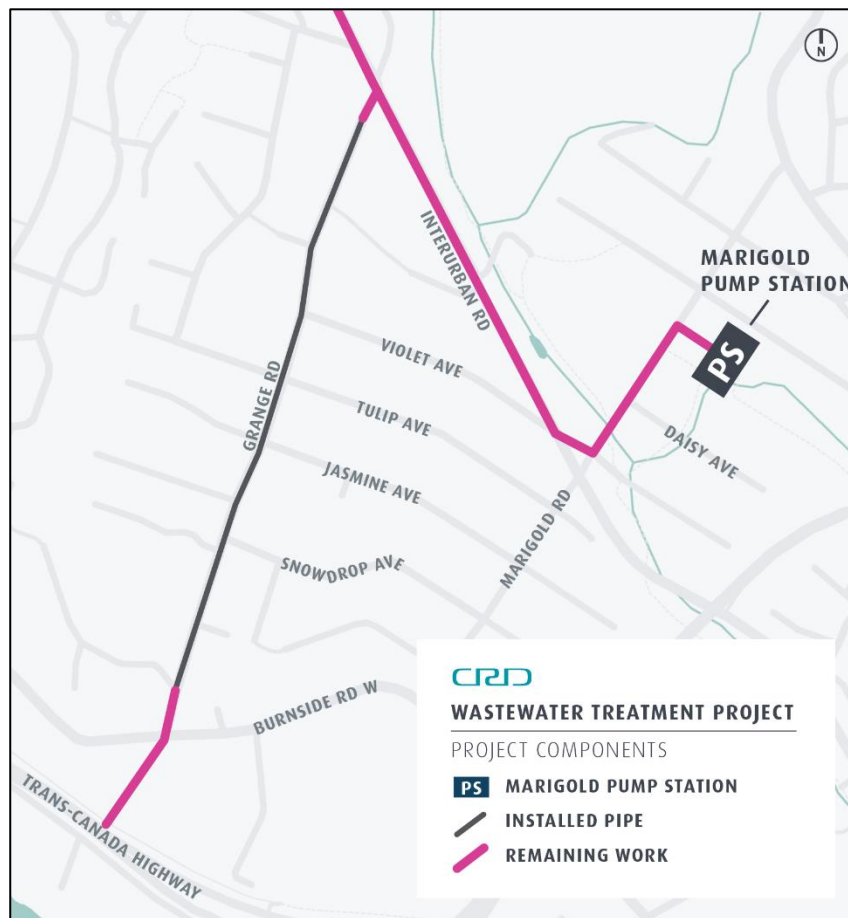 N
INTERURBAN RD
MARIGOLD
PUMP STATION
PS
VIOLET AVE
GRANGE RD
TULIP AVE
DAISY AVE
JASMINE AVE
MARIGOLD RD
SNOWDROP AVE
BURNSIDE RD W
TRANS-CANADA HIGHWAY
CRD
WASTEWATER TREATMENT PROJECT
PROJECT COMPONENTS
PS MARIGOLD PUMP STATION
INSTALLED PIPE
REMAINING WORK